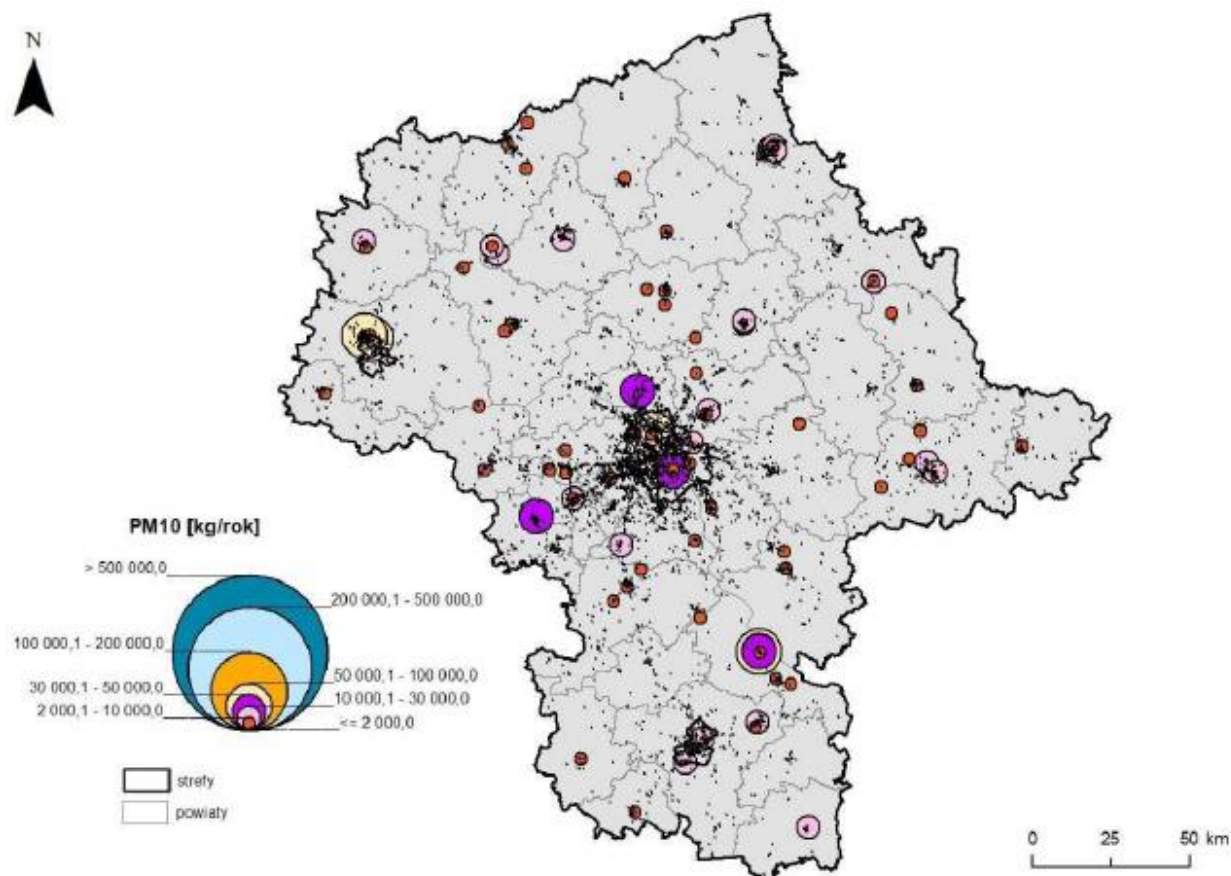 N
PM10 [kg/rok]
> 500 000,0
200 000,1 - 500 000,0
100 000,1 - 200 000,0
50 000,1 - 100 000,0
30 000,1 - 50 000,0
10 000,1 - 30 000,0
2 000,1 - 10 000,0
<= 2 000,0
strefy
powiaty
0 25 50 km